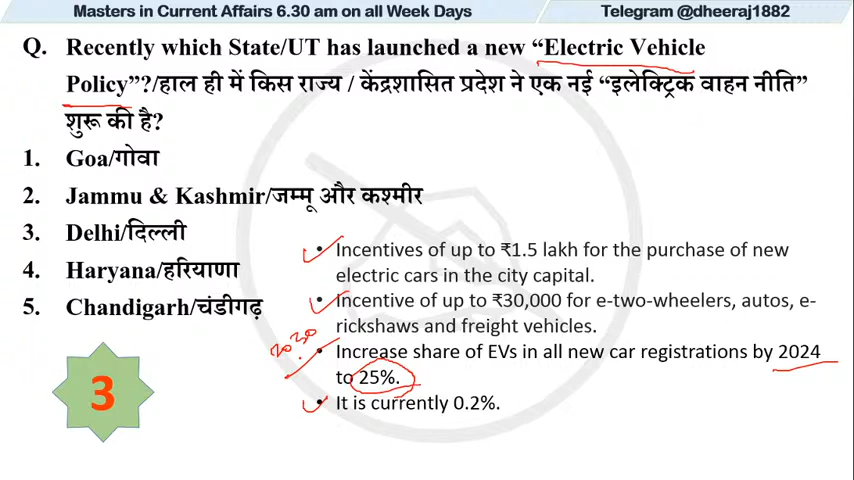 Masters in Current Affairs 6.30 am on all Week Days
Telegram @dheeraj1882
Q. Recently which State/UT has launched a new “Electric Vehicle
Policy”?/हाल ही में किस राज्य / केंद्रशासित प्रदेश ने एक नई “इलेक्ट्रिक वाहन नीति”
शुरू की है?
1. Goa/गोवा
2. Jammu & Kashmir/जम्मू और कश्मीर
3. Delhi/दिल्ली
4. Haryana/हरियाणा
5. Chandigarh/चंडीगढ़
• Incentives of up to ₹1.5 lakh for the purchase of new
electric cars in the city capital.
• Incentive of up to ₹30,000 for e-two-wheelers, autos, e-
rickshaws and freight vehicles.
2030
• Increase share of EVs in all new car registrations by 2024
to 25%.
• It is currently 0.2%.
3